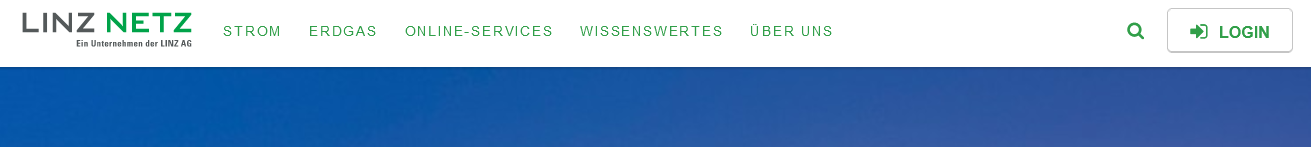 LINZ NETZ
Ein Unternehmen der LINZ AG
STROM ERDGAS ONLINE-SERVICES WISSENSWERTES ÜBER UNS LOGIN